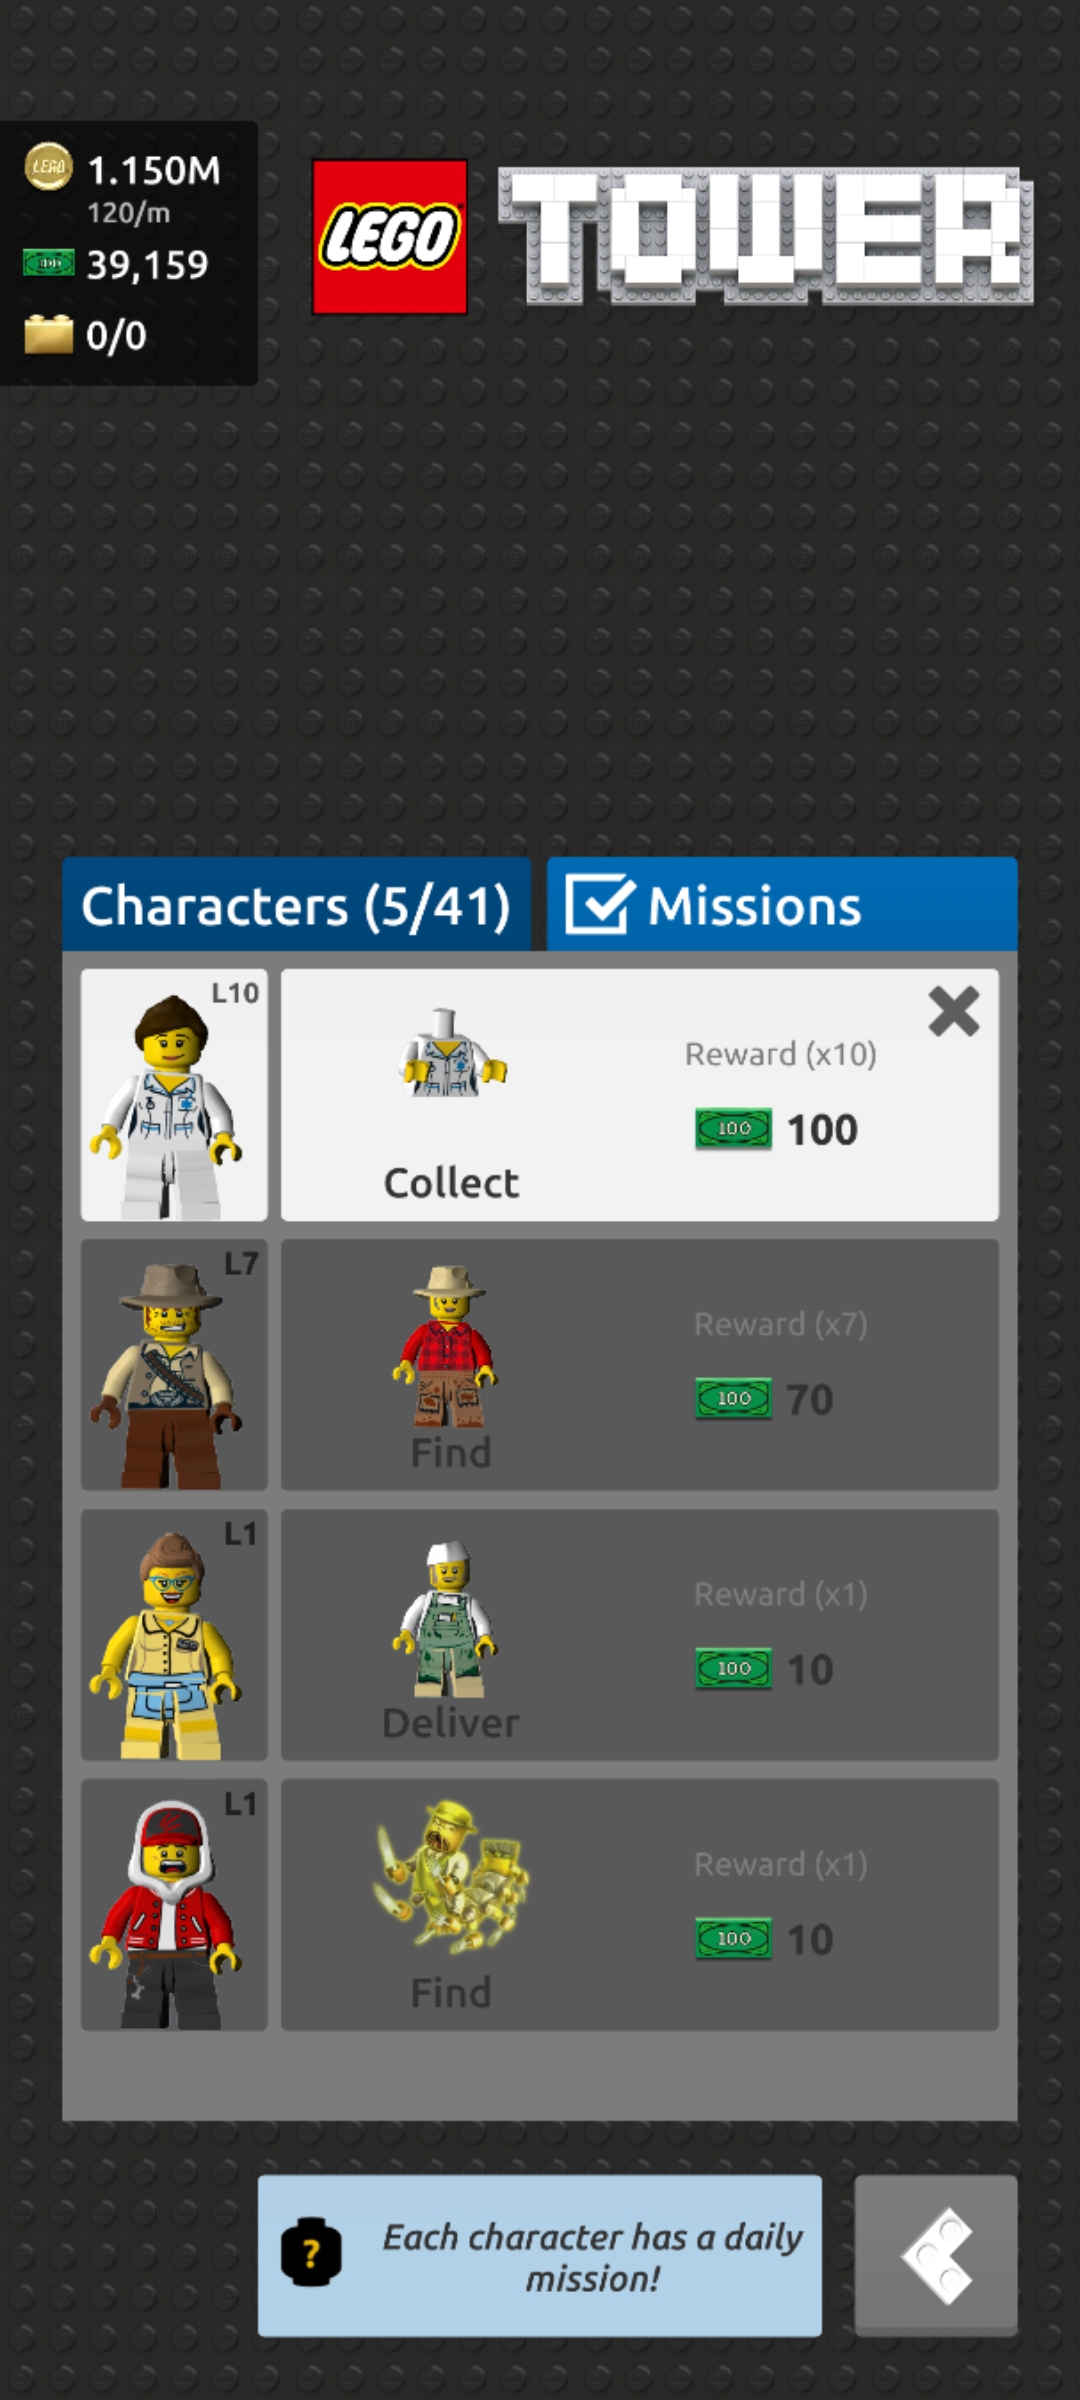 LEGO
1.150M
120/m
100
39,159
0/0
LEGO
TOWER
Characters (5/41)
Missions
L10
Reward (x10)
100
100
Collect
L7
Reward (x7)
100
70
Find
L1
Reward (x1)
100
10
Deliver
L1
Reward (x1)
100
10
Find
?
Each character has a daily
mission!